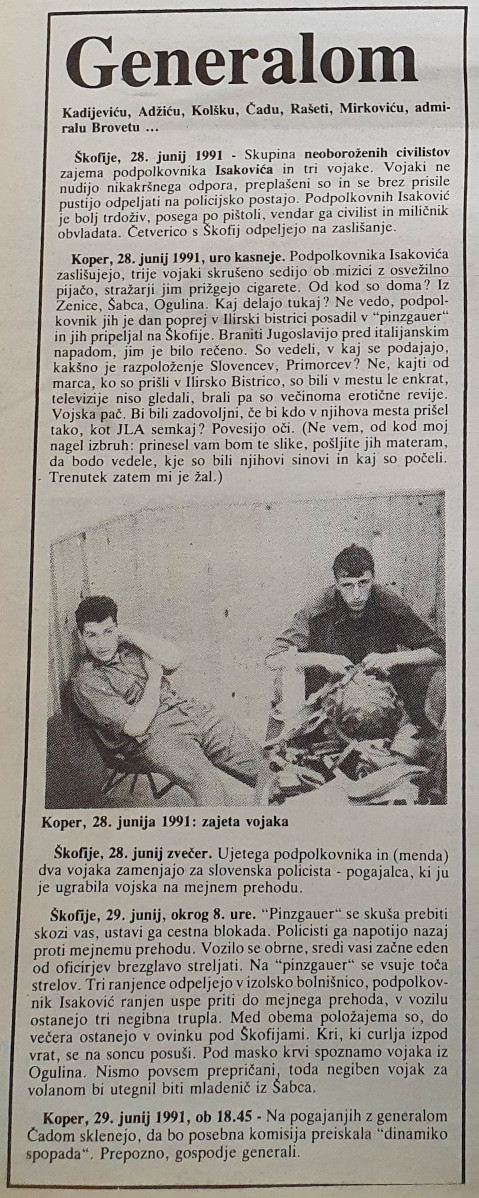 Generalom
Kadijeviću, Adžiću, Kolšku, Čadu, Rašeti, Mirkoviću, admi-
ralu Brovetu ...
Škofije, 28. junij 1991 - Skupina neoboroženih civilistov
zajema podpolkovnika Isakovića in tri vojake. Vojaki ne
nudijo nikakršnega odpora, preplašeni so in se brez prisile
pustijo odpeljati na policijsko postajo. Podpolkovnih Isaković
je bolj trdoživ, posega po pištoli, vendar ga civilist in miličnik
obvladata. Četverico s Škofij odpeljejo na zaslišanje.
Koper, 28. junij 1991, uro kasneje. Podpolkovnika Isakovića
zaslišujejo, trije vojaki skrušeno sedijo ob mizici z osvežilno
pijačo, stražarji jim prižgejo cigarete. Od kod so doma? Iz
Zenice, Šabca, Ogulina. Kaj delajo tukaj? Ne vedo, podpol-
kovnik jih je dan poprej v Ilirski bistrici posadil v "pinzgauer"
in jih pripeljal na Škofije. Braniti Jugoslavijo pred italijanskim
napadom, jim je bilo rečeno. So vedeli, v kaj se podajajo,
kakšno je razpoloženje Slovencev, Primorcev? Ne, kajti od
marca, ko so prišli v Ilirsko Bistrico, so bili v mestu le enkrat,
televizije niso gledali, brali pa so večinoma erotične revije.
Vojska pač. Bi bili zadovoljni, če bi kdo v njihova mesta prišel
tako, kot JLA semkaj? Povesijo oči. (Ne vem, od kod moj
nagel izbruh: prinesel vam bom te slike, pošljite jih materam,
da bodo vedele, kje so bili njihovi sinovi in kaj so počeli.
Trenutek zatem mi je žal.)
Koper, 28. junija 1991: zajeta vojaka
Škofije, 28. junij zvečer. Ujetega podpolkovnika in (menda)
dva vojaka zamenjajo za slovenska policista - pogajalca, ki ju
je ugrabila vojska na mejnem prehodu.
Škofije, 29. junij, okrog 8. ure. "Pinzgauer" se skuša prebiti
skozi vas, ustavi ga cestna blokada. Policisti ga napotijo nazaj
proti mejnemu prehodu. Vozilo se obrne, sredi vasi začne eden
od oficirjev brezglavo streljati. Na "pinzgauer" se vsuje toča
strelov. Tri ranjence odpeljejo v izolsko bolnišnico, podpolkov-
nik Isaković ranjen uspe priti do mejnega prehoda, v vozilu
ostanejo tri negibna trupla. Med obema položajema so, do
večera ostanejo v ovinku pod Škofijami. Kri, ki curlja izpod
vrat, se na soncu posuši. Pod masko krvi spoznamo vojaka iz
Ogulina. Nismo povsem prepričani, toda negiben vojak za
volanom bi utegnil biti mladenič iz Šabca.
Koper, 29. junij 1991, ob 18.45 - Na pogajanjih z generalom
Čadom sklenejo, da bo posebna komisija preiskala "dinamiko
spopada". Prepozno, gospodje generali.